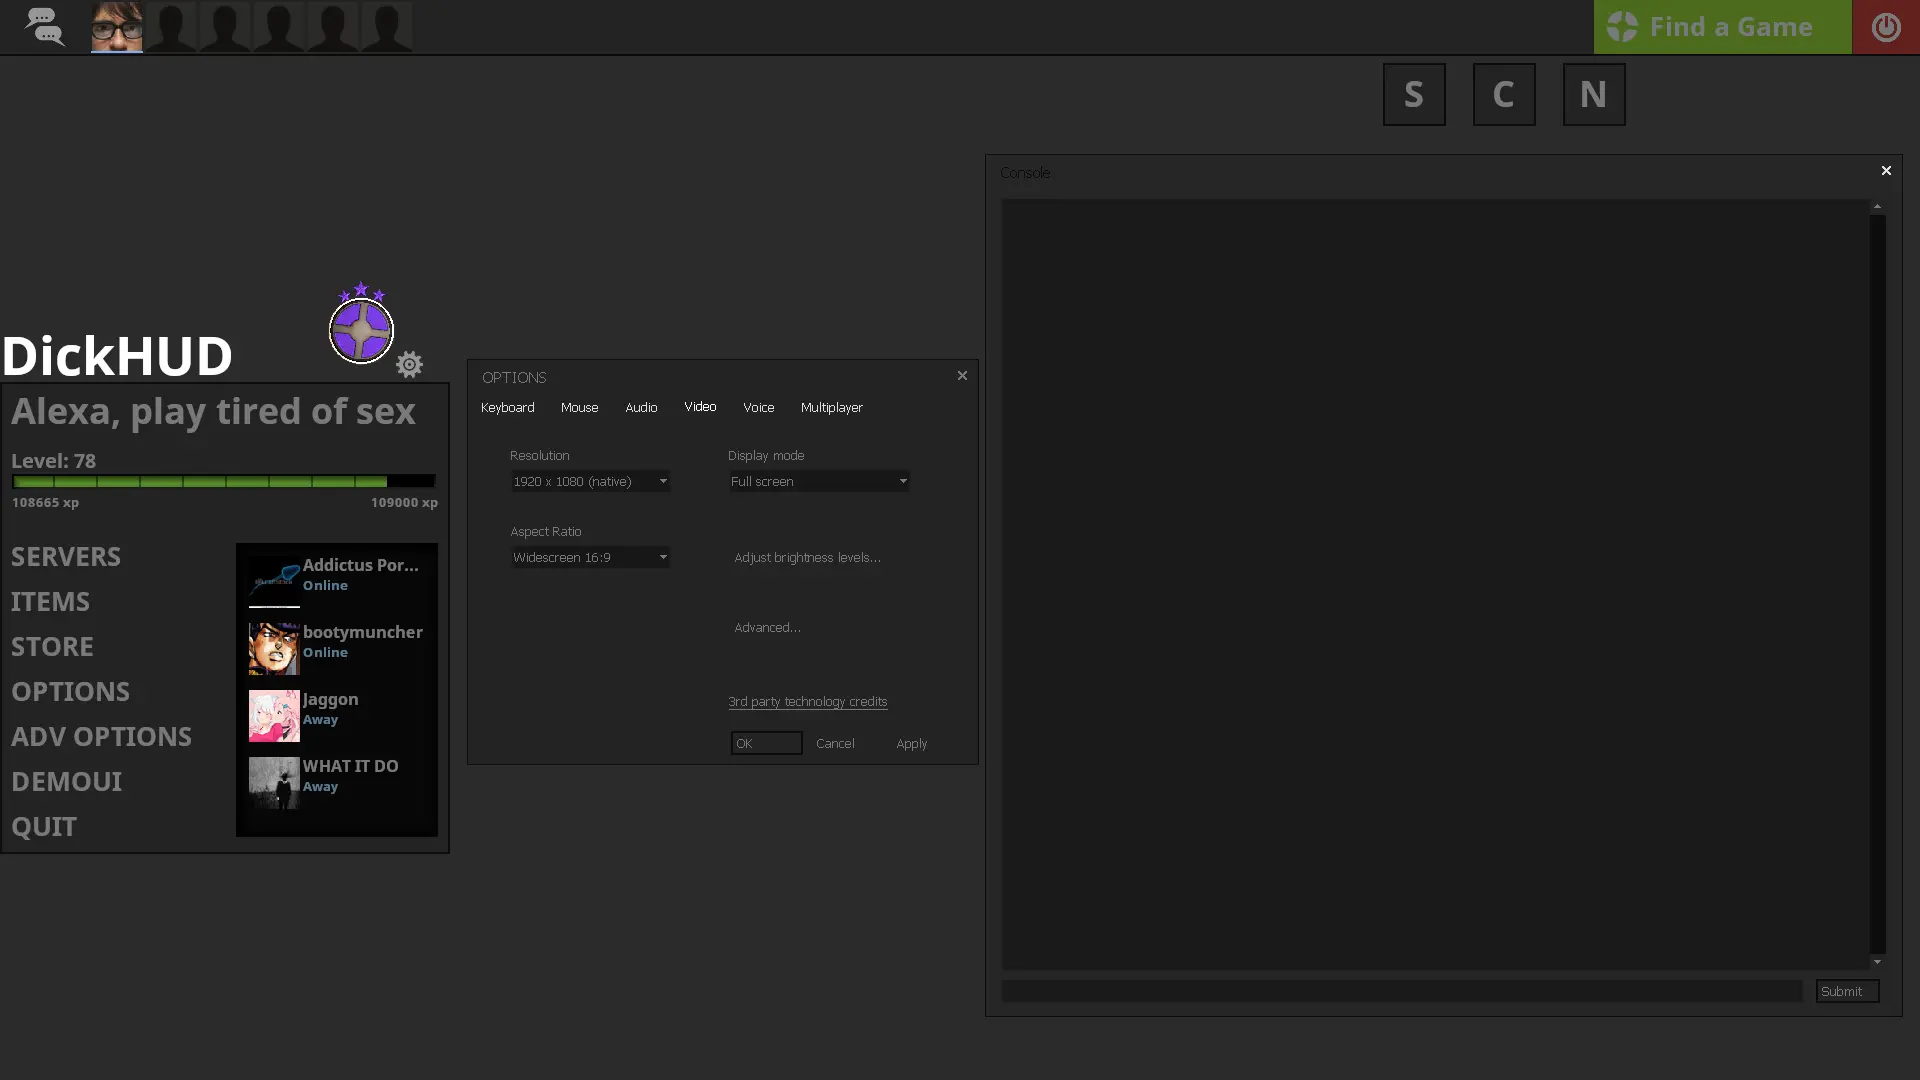 Find a Game
S C N
Console
DickHUD
Alexa, play tired of sex
Level: 78
108665 xp 109000 xp
SERVERS
ITEMS
STORE
OPTIONS
ADV OPTIONS
DEMOUI
QUIT
Addictus Por...
Online
bootymuncher
Online
Jaggon
Away
WHAT IT DO
Away
OPTIONS
Keyboard Mouse Audio Video Voice Multiplayer
Resolution Display mode
1920 x 1080 (native) Full screen
Aspect Ratio
Widescreen 16:9 Adjust brightness levels...
Advanced...
3rd party technology credits
OK Cancel Apply
Submit